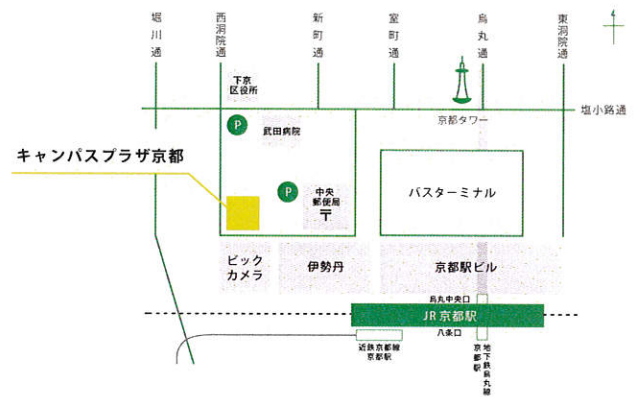 堀川通
西洞院通
新町通
室町通
烏丸通
東洞院通
下京
区役所
京都タワー
塩小路通
P
武田病院
キャンパスプラザ京都
P
中央
郵便局
〒
バスターミナル
ビック
カメラ
伊勢丹
京都駅ビル
烏丸中央口
JR京都駅
八条口
近鉄京都線
京都駅
地下鉄烏丸線
京都駅